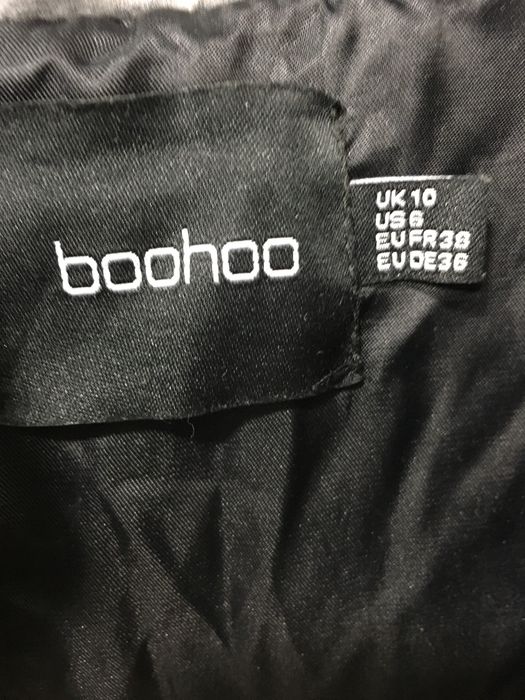 boohoo
UK 10
US 6
EU FR 38
EU DE 36